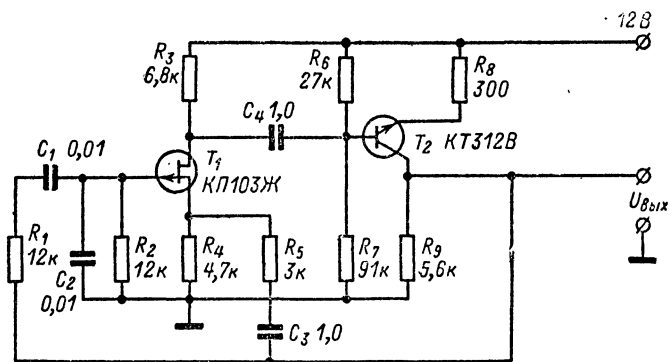 12В
R3
6,8к
R6
27к
R8
300
C4 1,0
C1 0,01
T1
КП103Ж
T2 КТ312В
Uвых
R1
12к
C2
0,01
R2
12к
R4
4,7к
R5
3к
R7
91к
R9
5,6к
C3 1,0